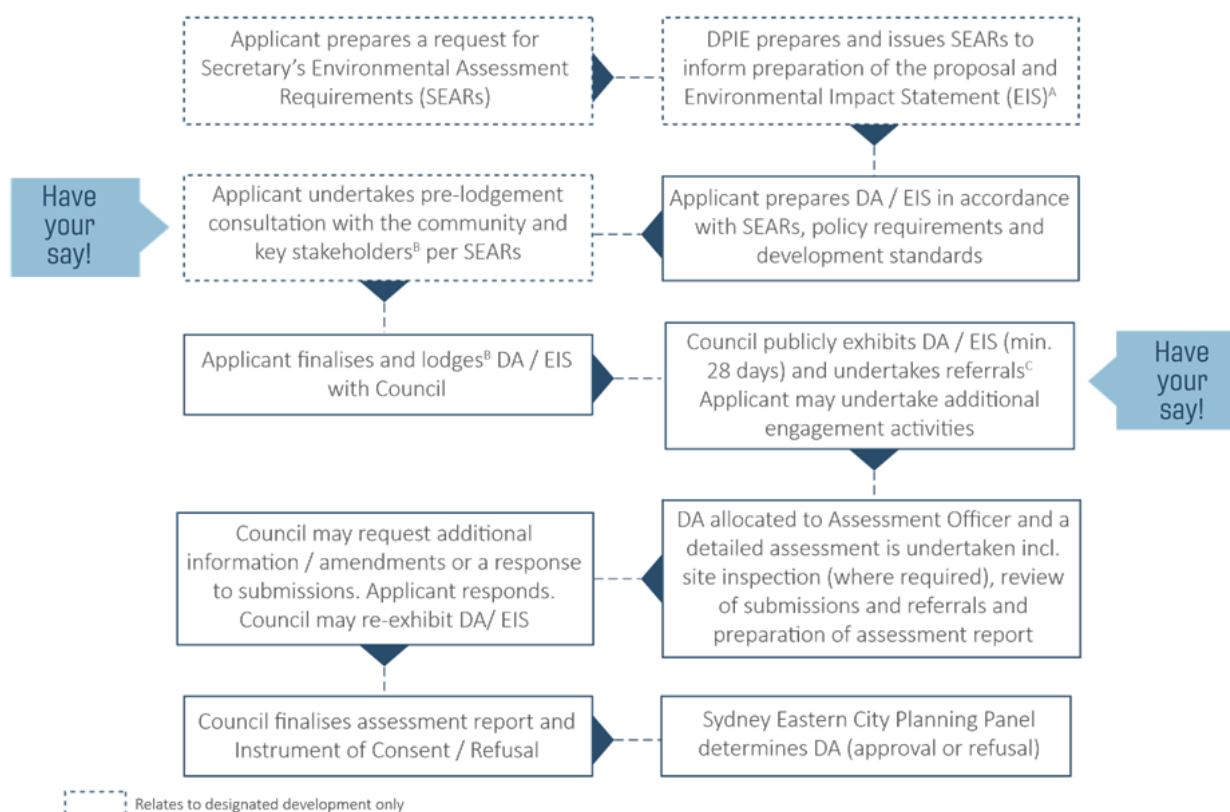 Applicant prepares a request for
Secretary's Environmental Assessment
Requirements (SEARs)
DPIE prepares and issues SEARs to
inform preparation of the proposal and
Environmental Impact Statement (EIS)ᴬ
Have
your
say!
Applicant undertakes pre-lodgement
consultation with the community and
key stakeholdersᴮ per SEARs
Applicant prepares DA / EIS in accordance
with SEARs, policy requirements and
development standards
Applicant finalises and lodgesᴮ DA / EIS
with Council
Council publicly exhibits DA / EIS (min.
28 days) and undertakes referralsᶜ
Applicant may undertake additional
engagement activities
Have
your
say!
Council may request additional
information / amendments or a response
to submissions. Applicant responds.
Council may re-exhibit DA/ EIS
DA allocated to Assessment Officer and a
detailed assessment is undertaken incl.
site inspection (where required), review
of submissions and referrals and
preparation of assessment report
Council finalises assessment report and
Instrument of Consent / Refusal
Sydney Eastern City Planning Panel
determines DA (approval or refusal)
Relates to designated development only